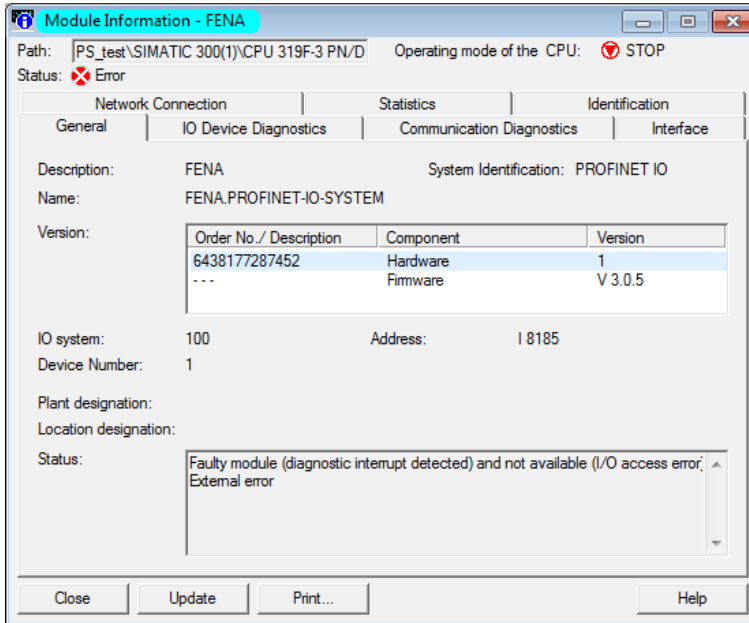 Module Information - FENA
Path: PS_test\SIMATIC 300(1)\CPU 319F-3 PN/D Operating mode of the CPU: STOP
Status: Error
Network Connection Statistics Identification
General IO Device Diagnostics Communication Diagnostics Interface
Description: FENA System Identification: PROFINET IO
Name: FENA.PROFINET-IO-SYSTEM
Version: Order No./ Description Component Version
6438177287452 Hardware 1
- - - Firmware V 3.0.5
IO system: 100 Address: I 8185
Device Number: 1
Plant designation:
Location designation:
Status: Faulty module (diagnostic interrupt detected) and not available (I/O access error)
External error
Close Update Print... Help